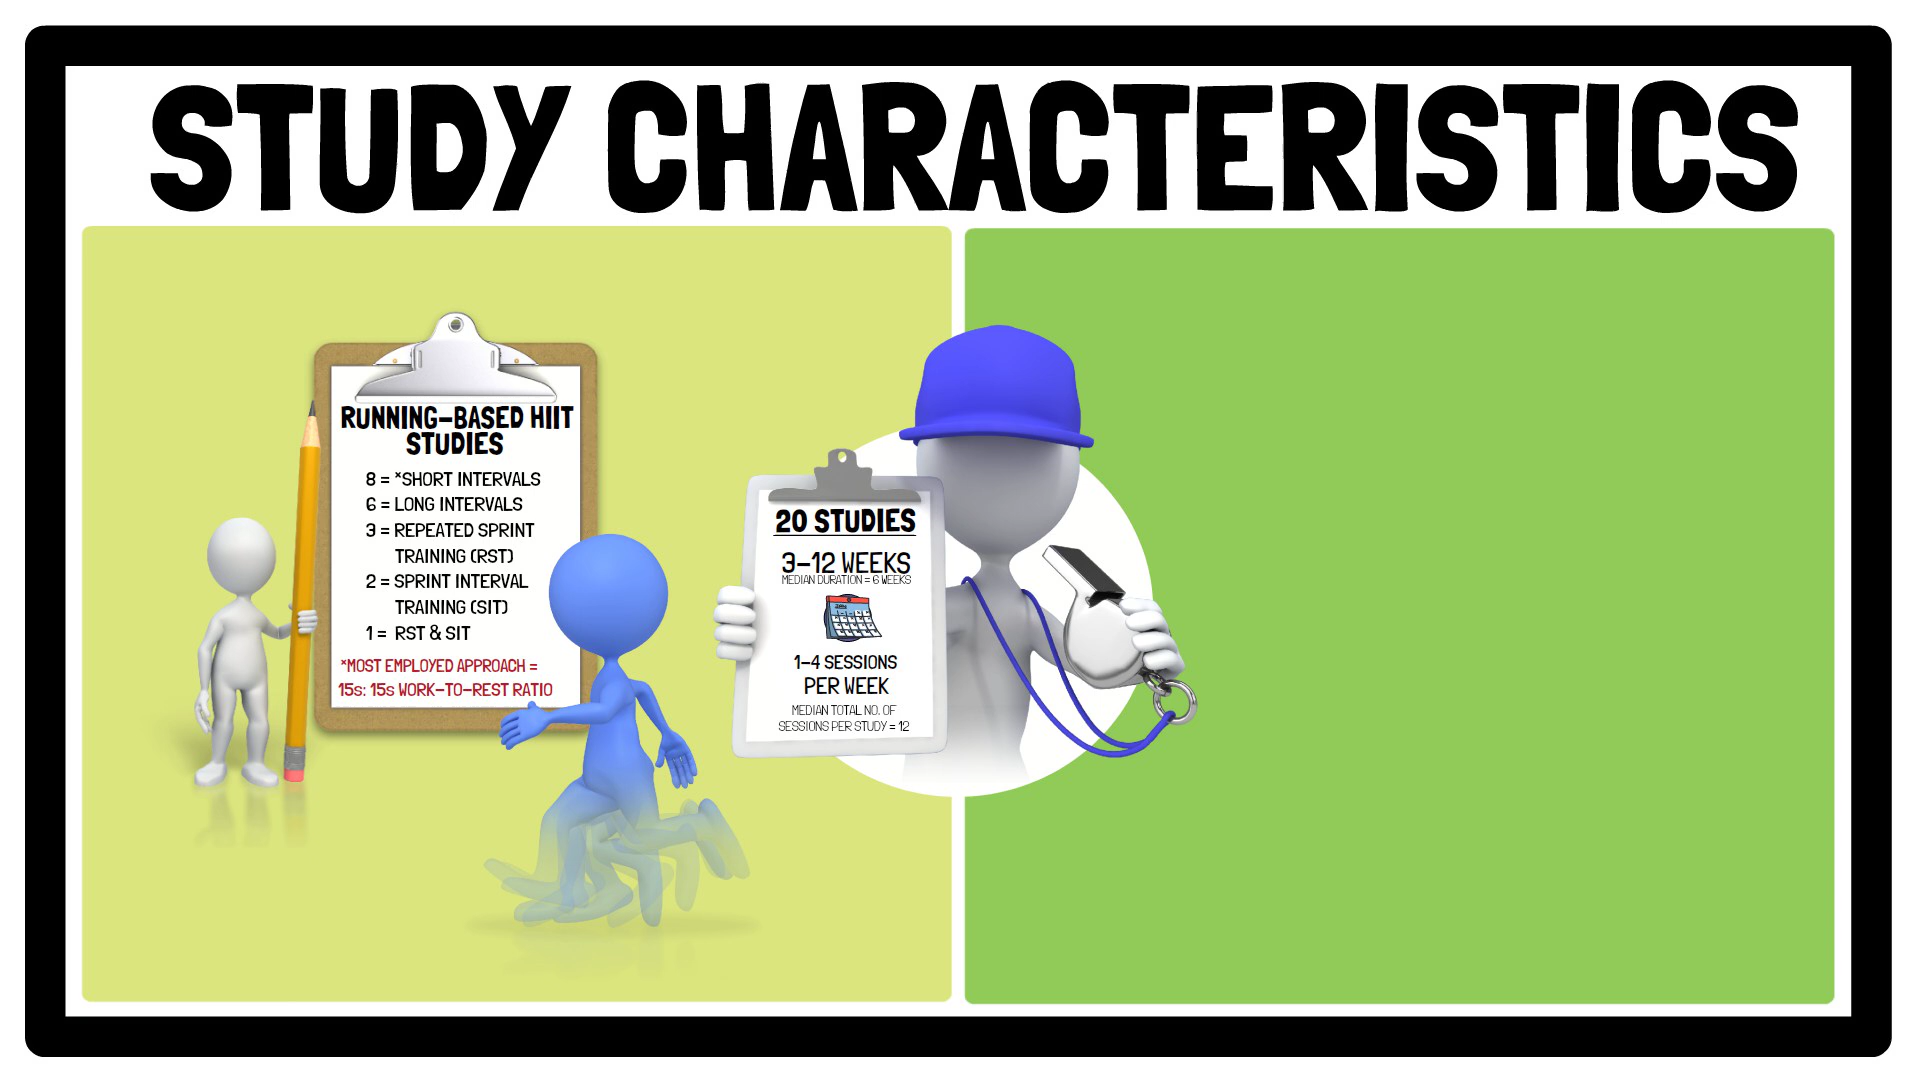 STUDY CHARACTERISTICS
RUNNING-BASED HIIT
STUDIES
8 = *SHORT INTERVALS
6 = LONG INTERVALS
3 = REPEATED SPRINT
TRAINING (RST)
2 = SPRINT INTERVAL
TRAINING (SIT)
1 = RST & SIT
*MOST EMPLOYED APPROACH =
15s: 15s WORK-TO-REST RATIO
20 STUDIES
3-12 WEEKS
MEDIAN DURATION = 6 WEEKS
1-4 SESSIONS
PER WEEK
MEDIAN TOTAL NO. OF
SESSIONS PER STUDY = 12